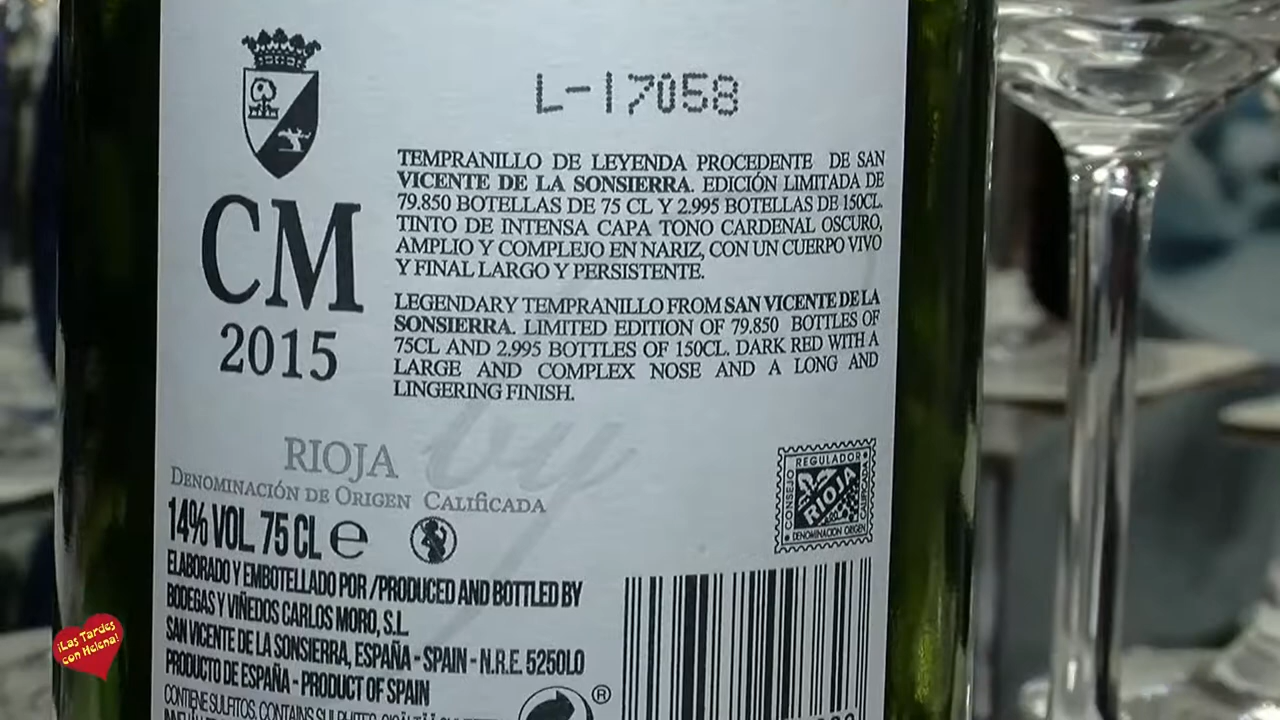 L-17058
TEMPRANILLO DE LEYENDA PROCEDENTE DE SAN
VICENTE DE LA SONSIERRA. EDICIÓN LIMITADA DE
79.850 BOTELLAS DE 75 CL Y 2.995 BOTELLAS DE 150CL.
TINTO DE INTENSA CAPA TONO CARDENAL OSCURO,
AMPLIO Y COMPLEJO EN NARIZ, CON UN CUERPO VIVO
Y FINAL LARGO Y PERSISTENTE.
CM
2015
LEGENDARY TEMPRANILLO FROM SAN VICENTE DE LA
SONSIERRA. LIMITED EDITION OF 79.850 BOTTLES OF
75CL AND 2.995 BOTTLES OF 150CL. DARK RED WITH A
LARGE AND COMPLEX NOSE AND A LONG AND
LINGERING FINISH.
by
RIOJA
DENOMINACIÓN DE ORIGEN CALIFICADA
14% VOL 75 CL e
CONSEJO
REGULADOR
RIOJA
CALIFICADA
DENOMINACIÓN ORIGEN
ELABORADO Y EMBOTELLADO POR /PRODUCED AND BOTTLED BY
BODEGAS Y VIÑEDOS CARLOS MORO, S.L.
SAN VICENTE DE LA SONSIERRA, ESPAÑA - SPAIN - N.R.E. 5250LO
PRODUCTO DE ESPAÑA - PRODUCT OF SPAIN
CONTIENE SULFITOS, CONTAINS SULPHITES,
®
¡Las Tardes
con Helena!